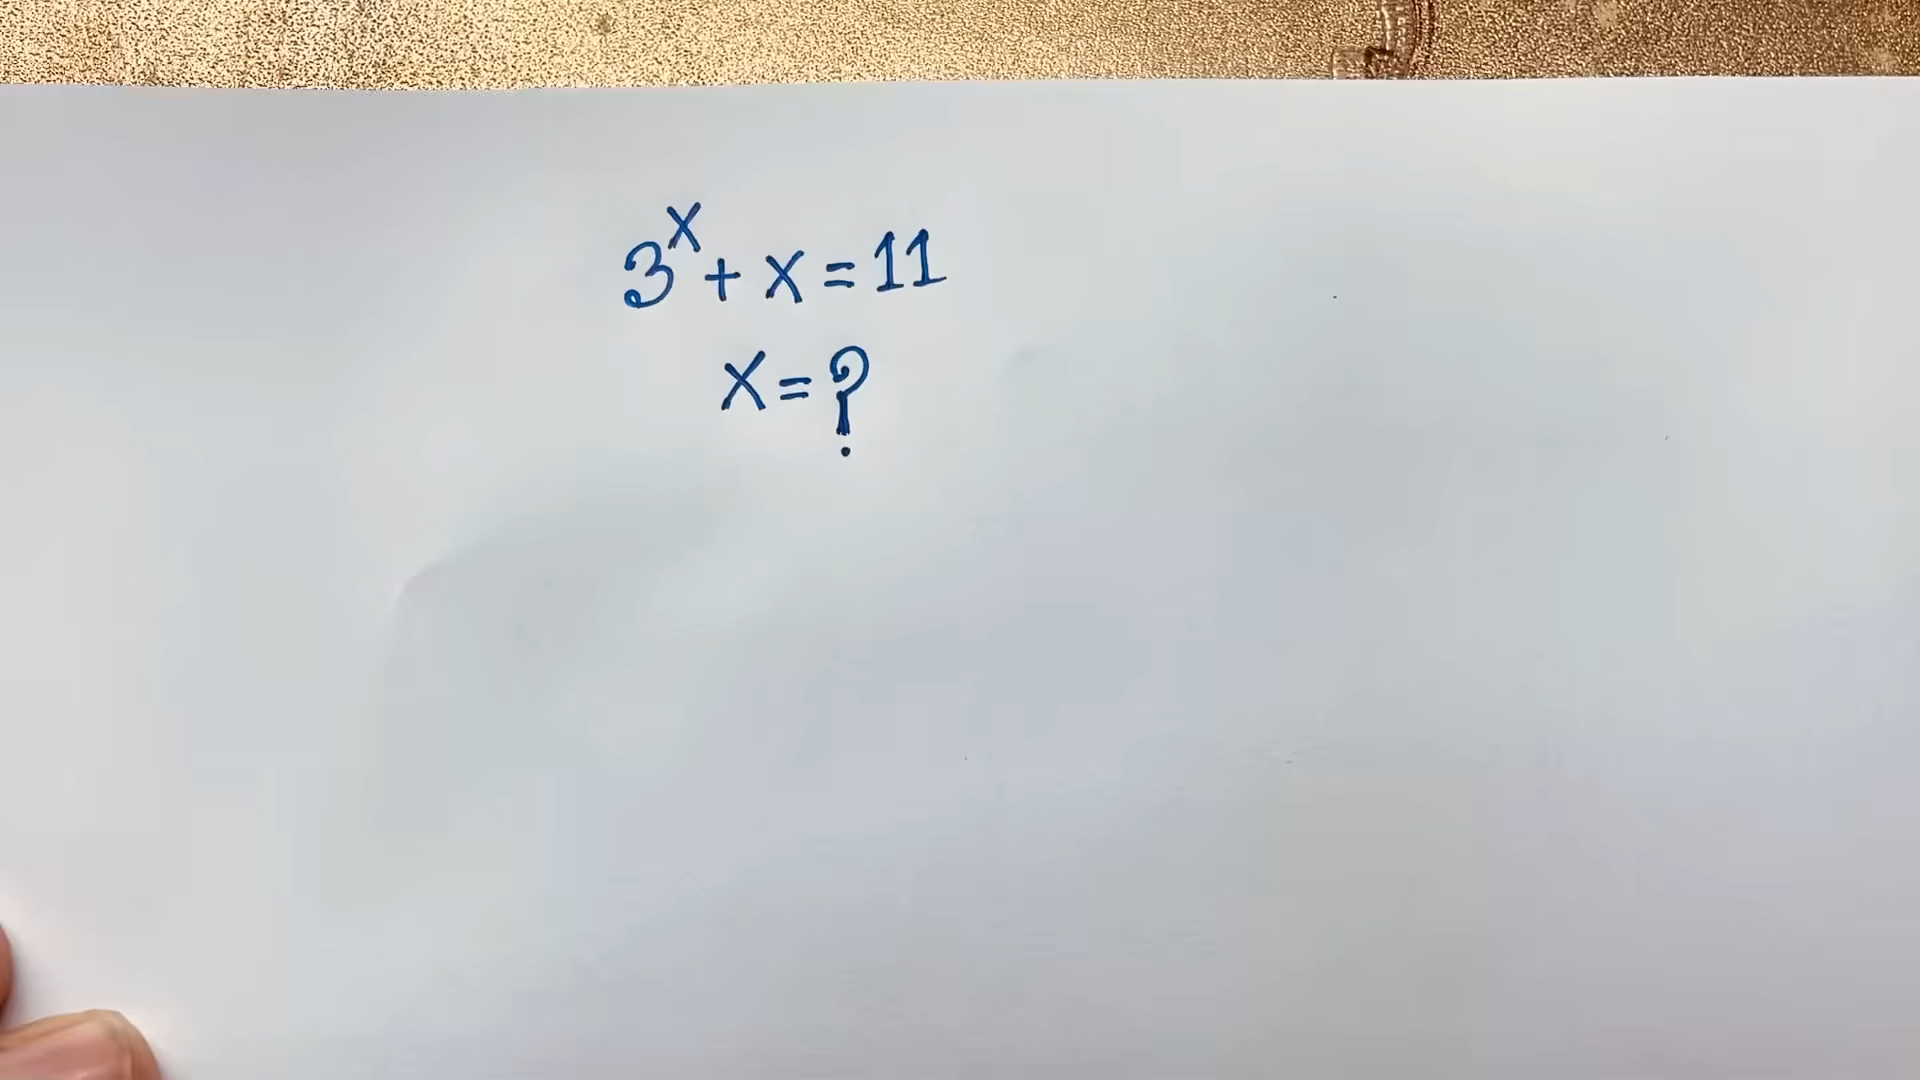 3^x + x = 11
x = ?